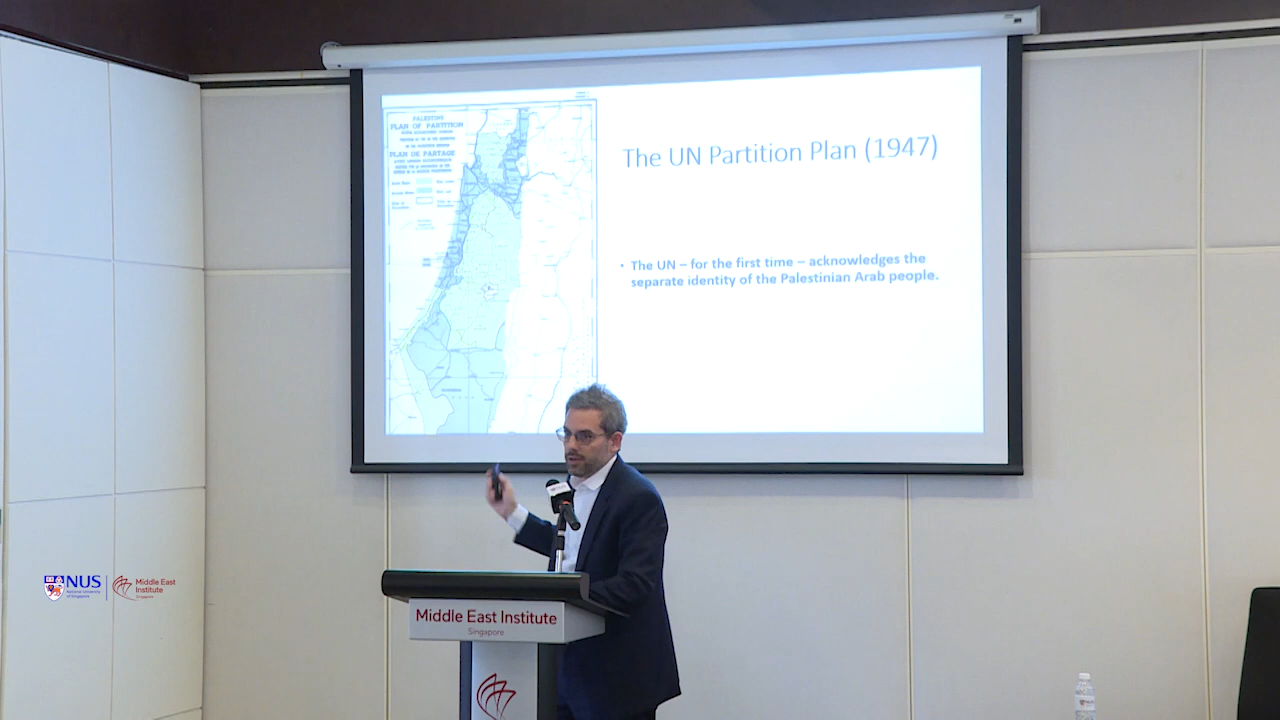 PALESTINE
PLAN OF PARTITION
PLAN DE PARTAGE
The UN Partition Plan (1947)
• The UN – for the first time – acknowledges the
separate identity of the Palestinian Arab people.
NUS
National University
of Singapore
Middle East
Institute
Singapore
Middle East Institute
Singapore